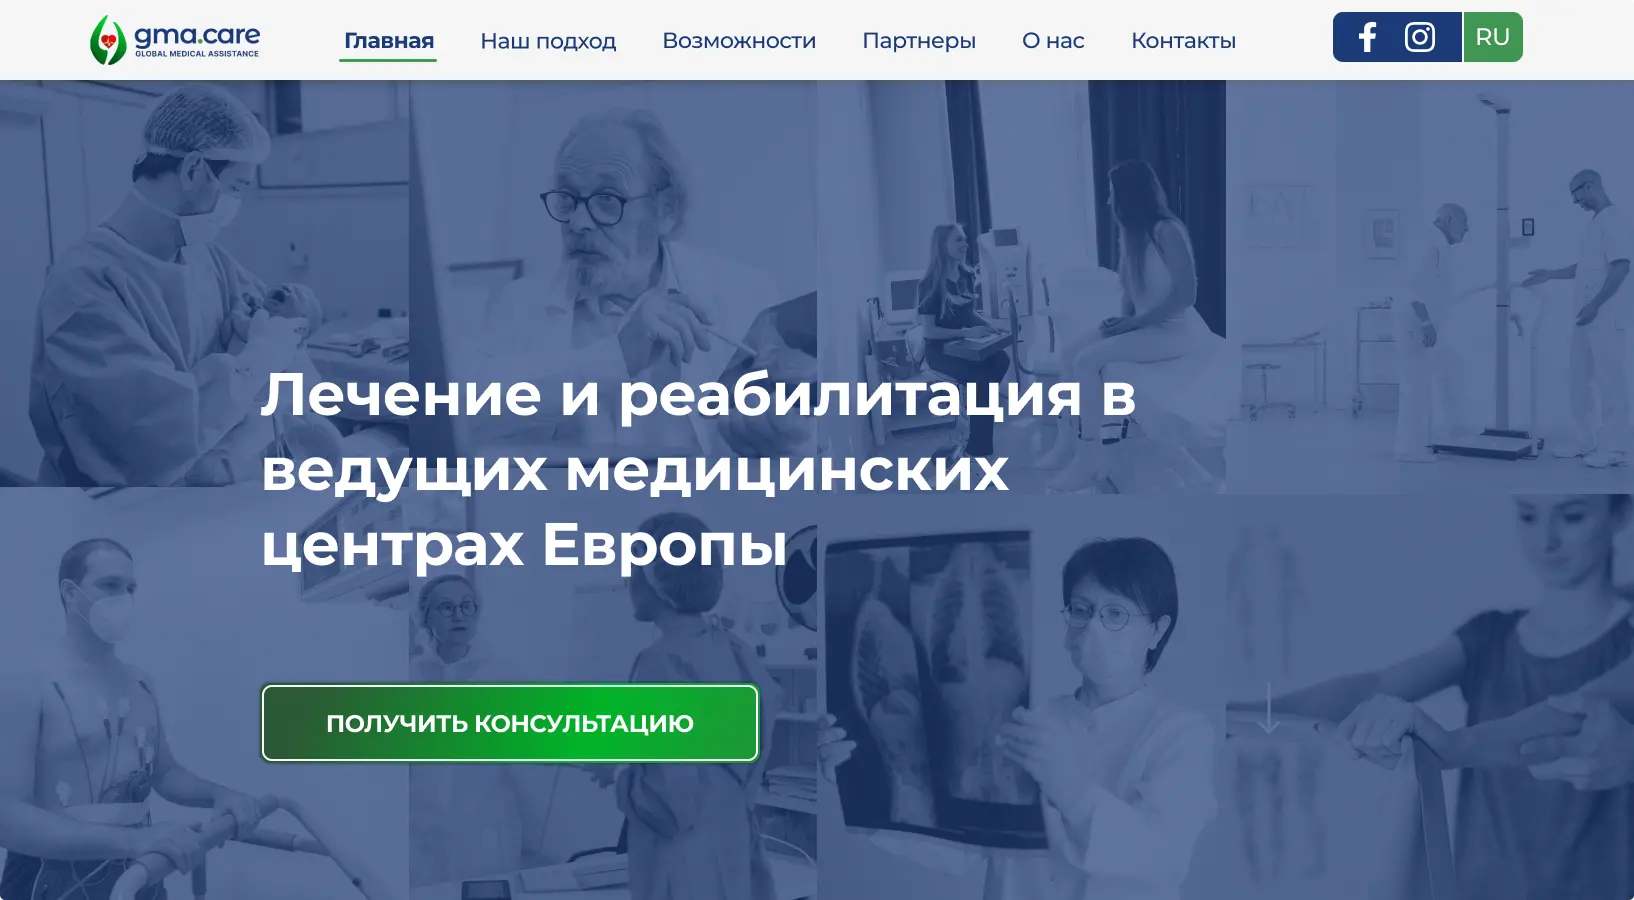 gma.care
GLOBAL MEDICAL ASSISTANCE
Главная
Наш подход
Возможности
Партнеры
О нас
Контакты
RU
Лечение и реабилитация в
ведущих медицинских
центрах Европы
ПОЛУЧИТЬ КОНСУЛЬТАЦИЮ